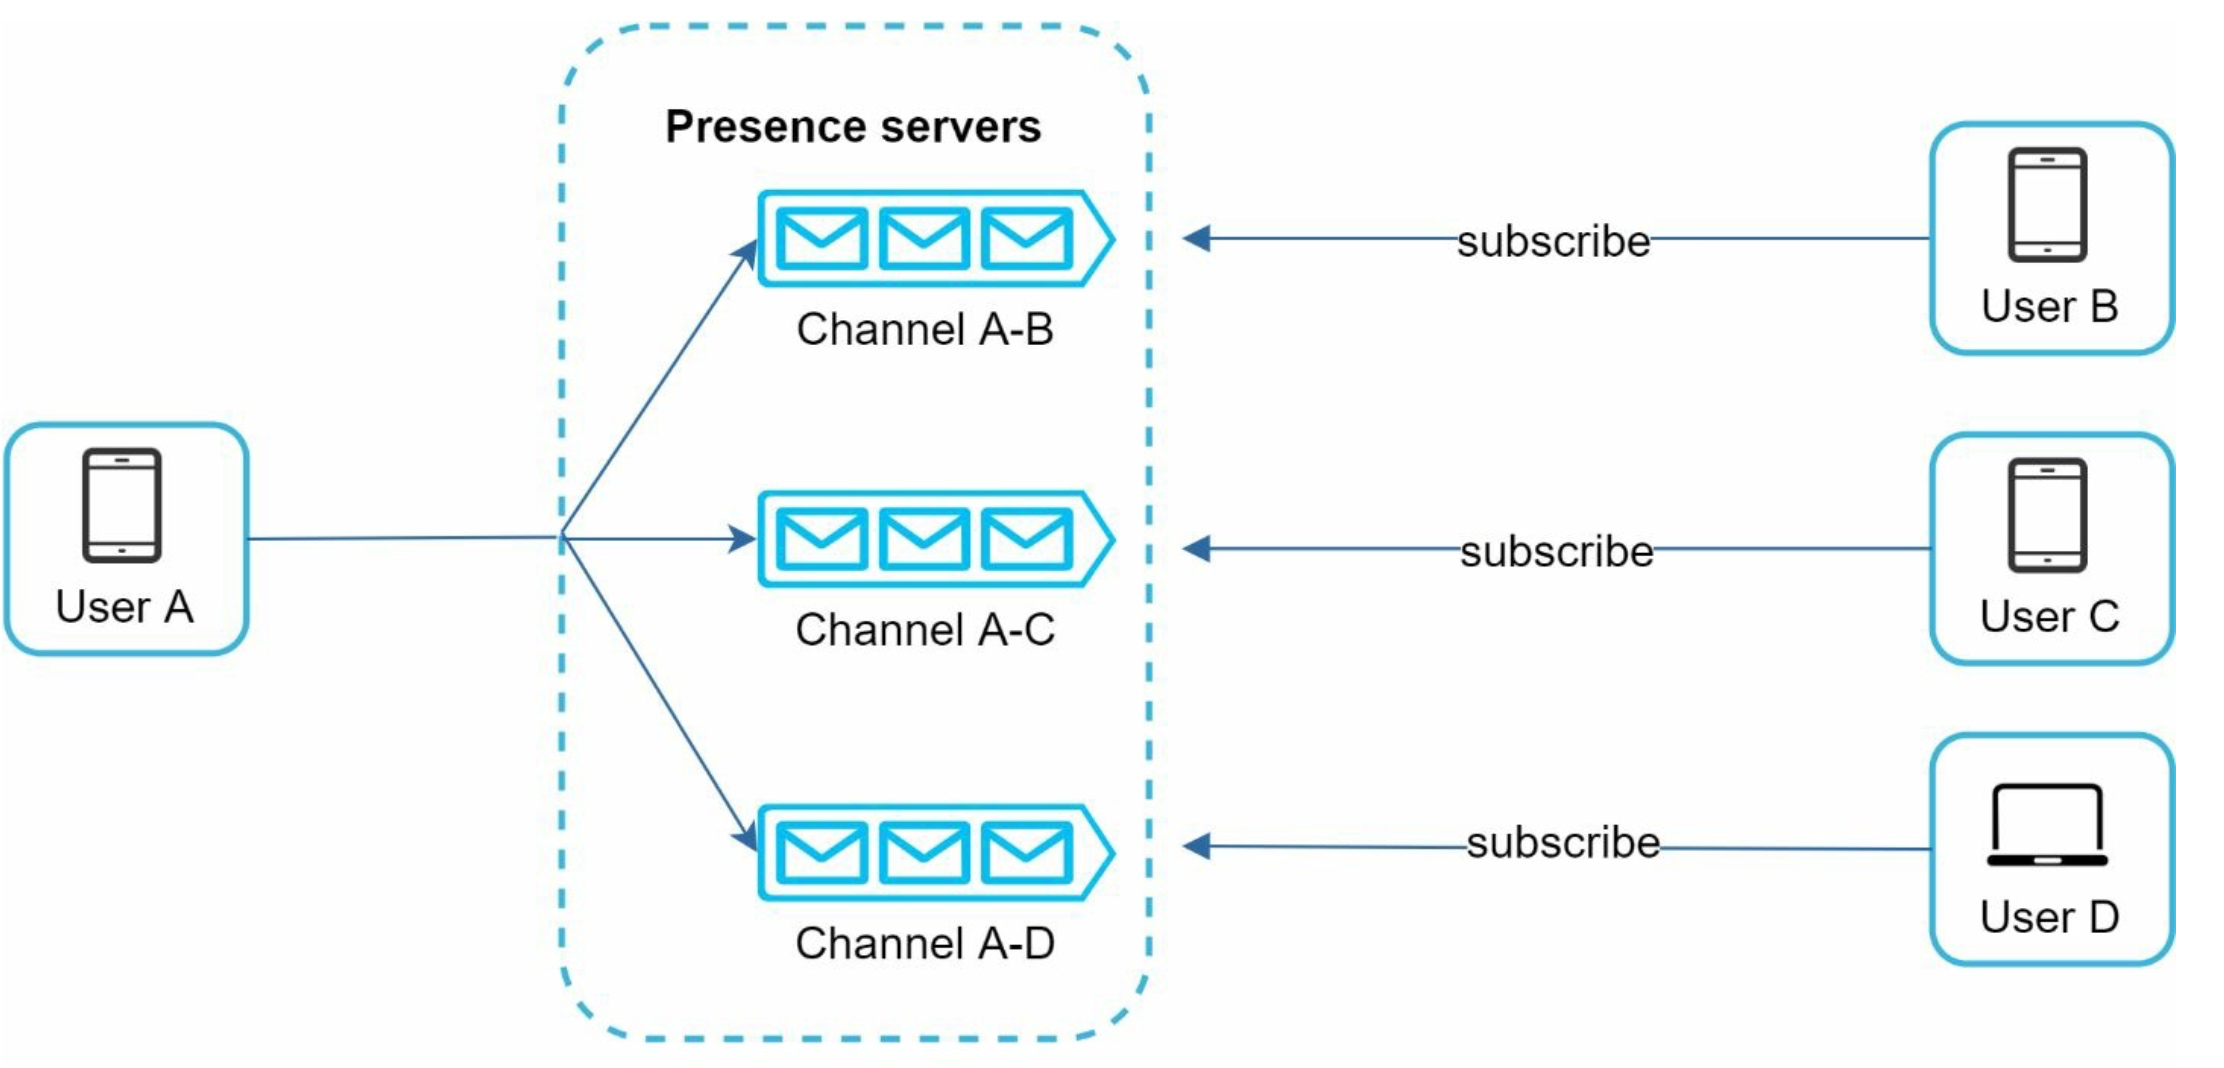 Presence servers
Channel A-B
subscribe
User B
User A
Channel A-C
subscribe
User C
Channel A-D
subscribe
User D